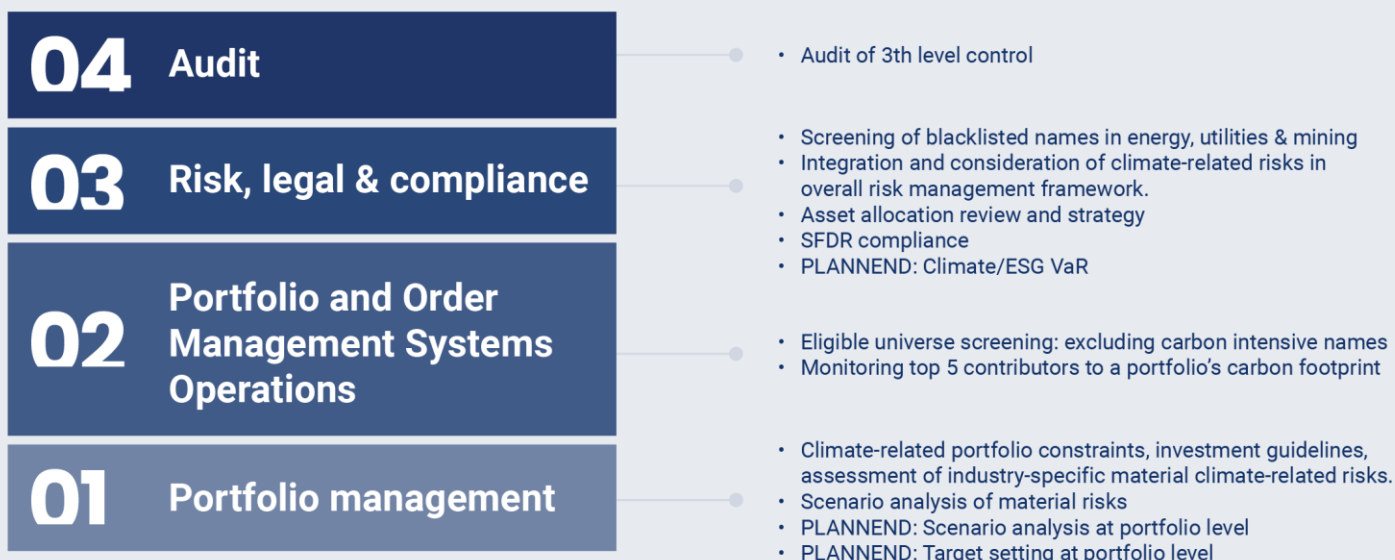 04 Audit
• Audit of 3th level control
03 Risk, legal & compliance
• Screening of blacklisted names in energy, utilities & mining
• Integration and consideration of climate-related risks in
overall risk management framework.
• Asset allocation review and strategy
• SFDR compliance
• PLANNEND: Climate/ESG VaR
02 Portfolio and Order
Management Systems
Operations
• Eligible universe screening: excluding carbon intensive names
• Monitoring top 5 contributors to a portfolio’s carbon footprint
01 Portfolio management
• Climate-related portfolio constraints, investment guidelines,
assessment of industry-specific material climate-related risks.
• Scenario analysis of material risks
• PLANNEND: Scenario analysis at portfolio level
• PLANNEND: Target setting at portfolio level